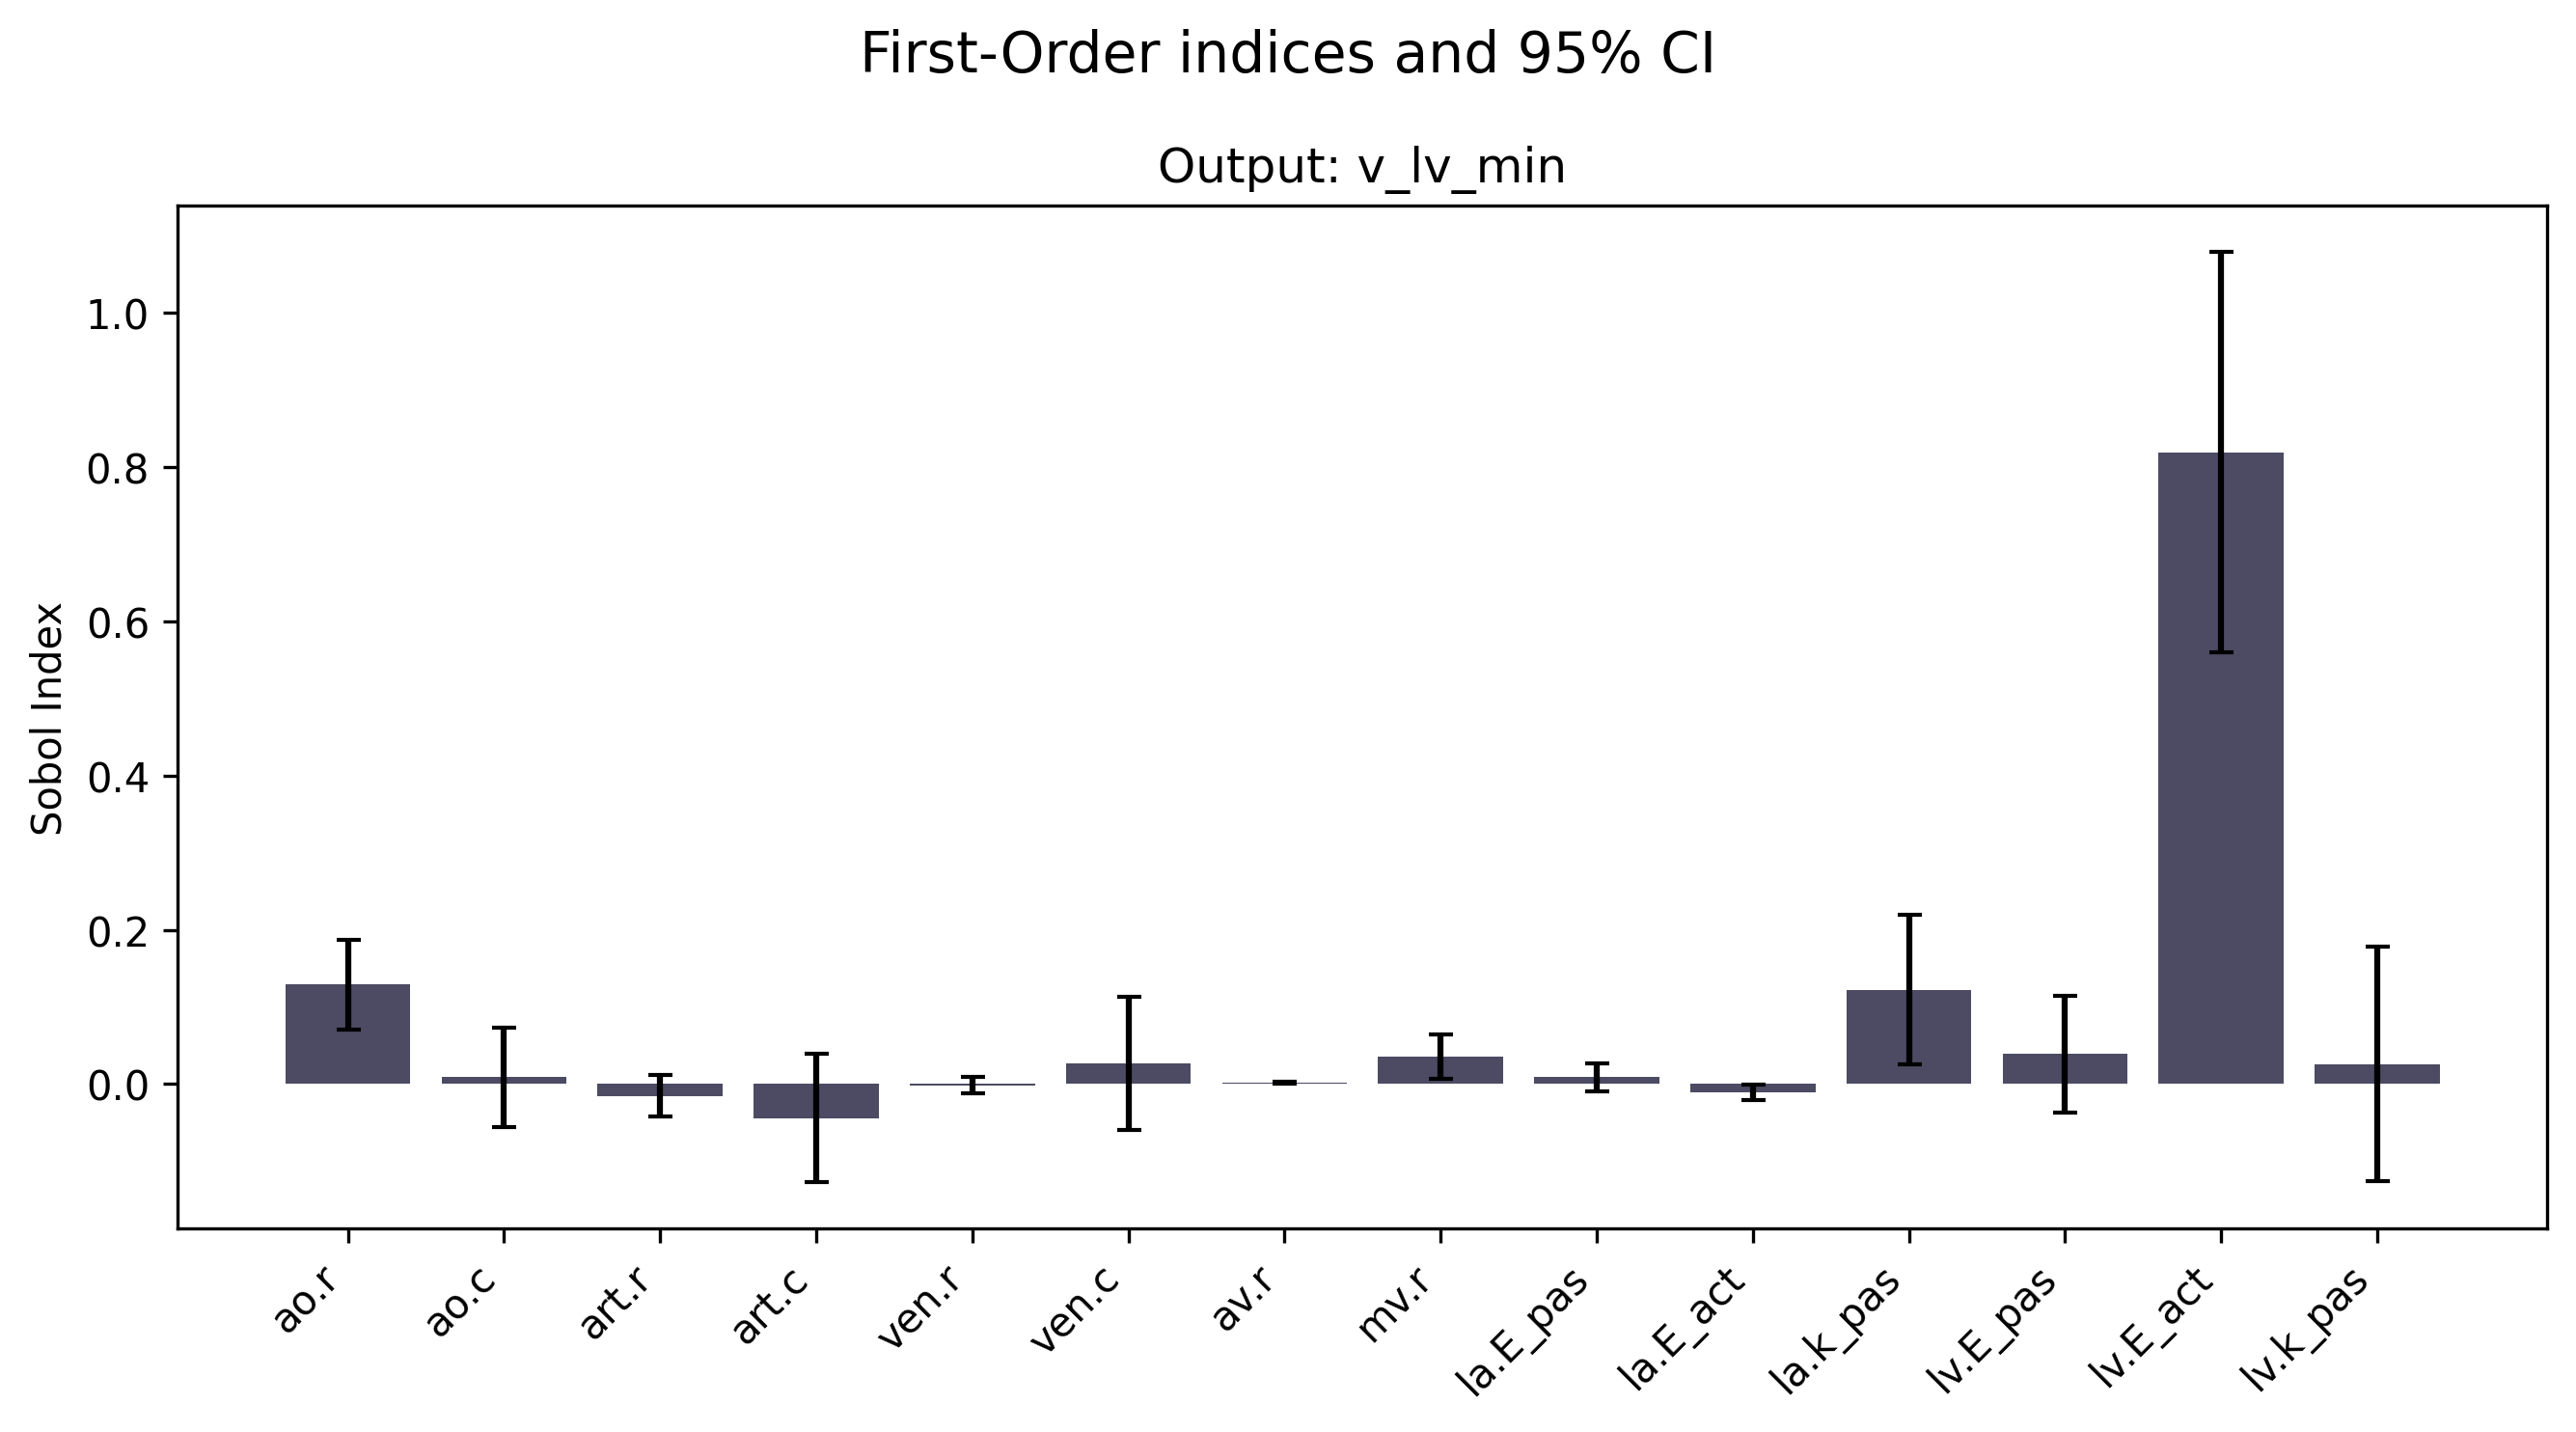 First-Order indices and 95% CI
Output: v_lv_min
Sobol Index
1.0
0.8
0.6
0.4
0.2
0.0
ao.r
ao.c
art.r
art.c
ven.r
ven.c
av.r
mv.r
la.E_pas
la.E_act
la.k_pas
lv.E_pas
lv.E_act
lv.k_pas